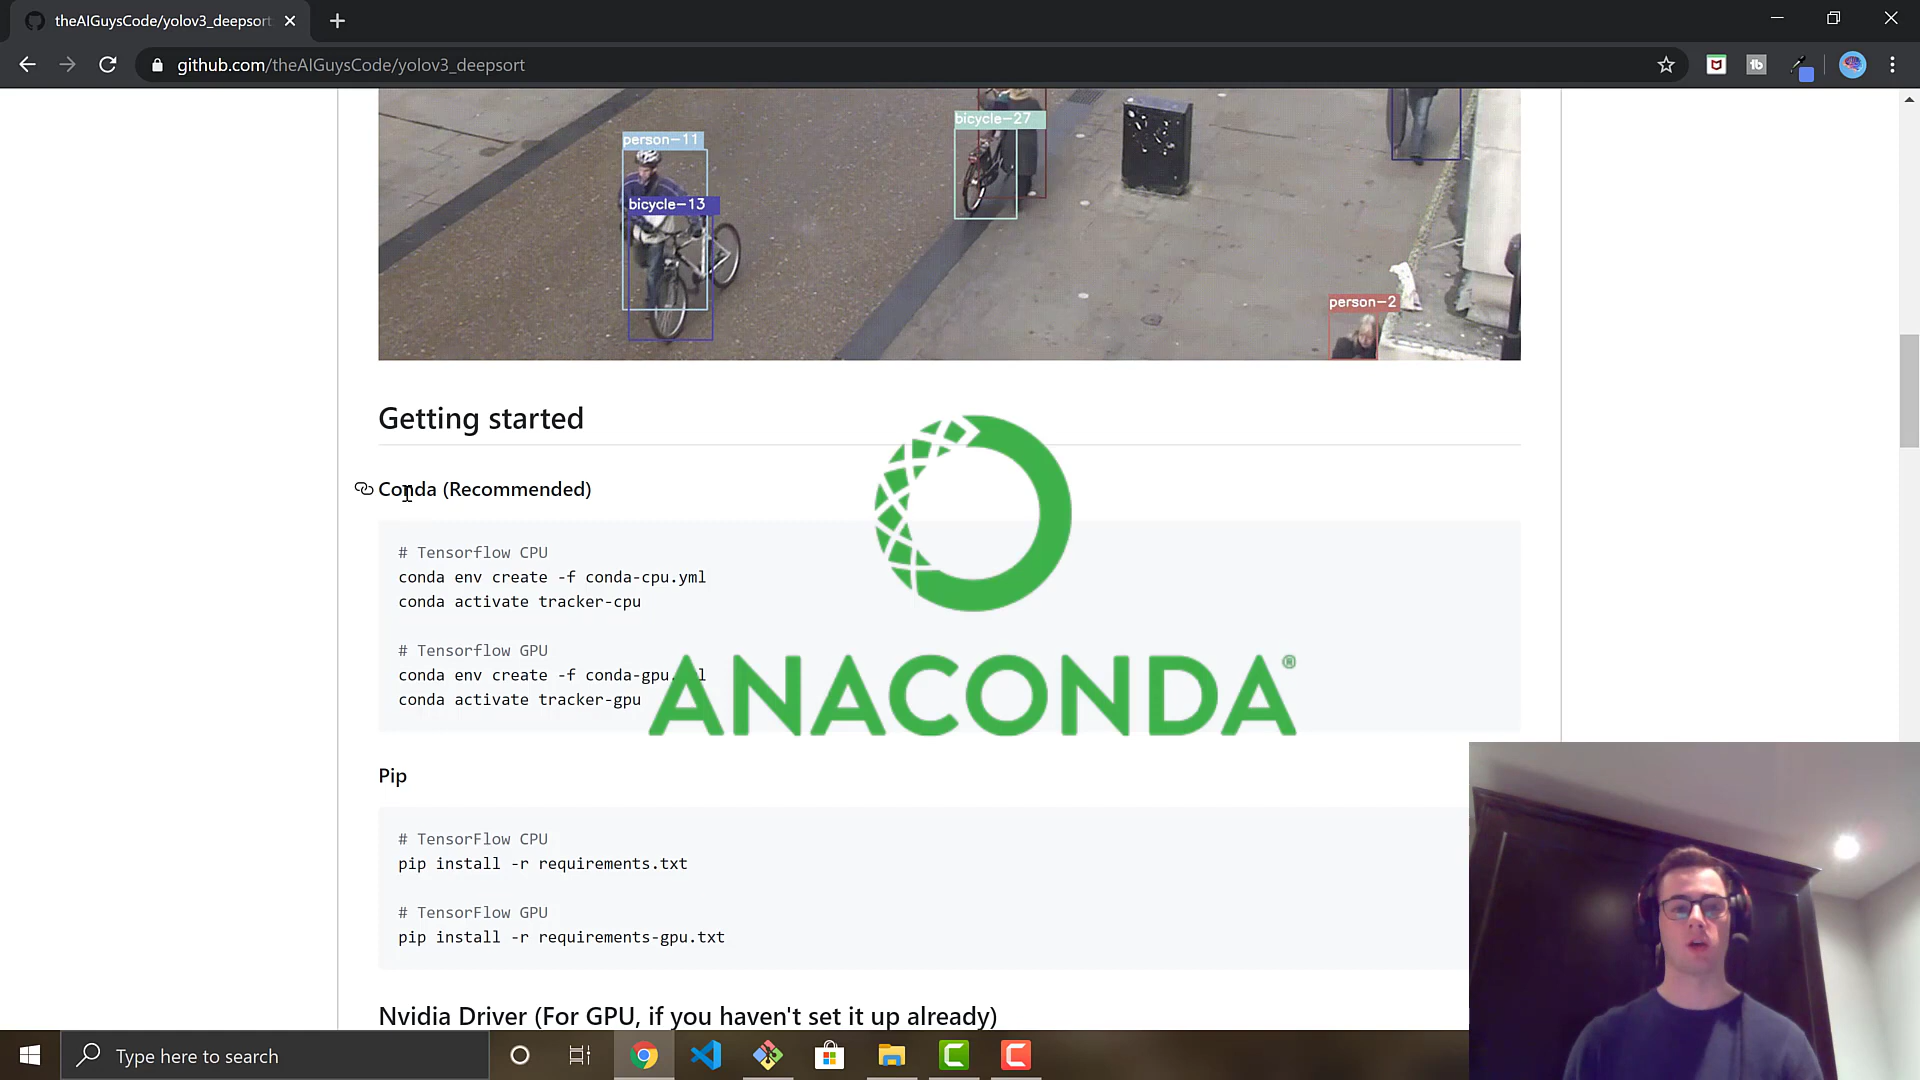 theAIGuysCode/yolov3_deepsort
github.com/theAIGuysCode/yolov3_deepsort
person-11
bicycle-27
bicycle-13
person-2
Getting started
Conda (Recommended)
# Tensorflow CPU
conda env create -f conda-cpu.yml
conda activate tracker-cpu
# Tensorflow GPU
conda env create -f conda-gpu.
conda activate tracker-gpu
ANACONDA®
Pip
# TensorFlow CPU
pip install -r requirements.txt
# TensorFlow GPU
pip install -r requirements-gpu.txt
Nvidia Driver (For GPU, if you haven't set it up already)
Type here to search